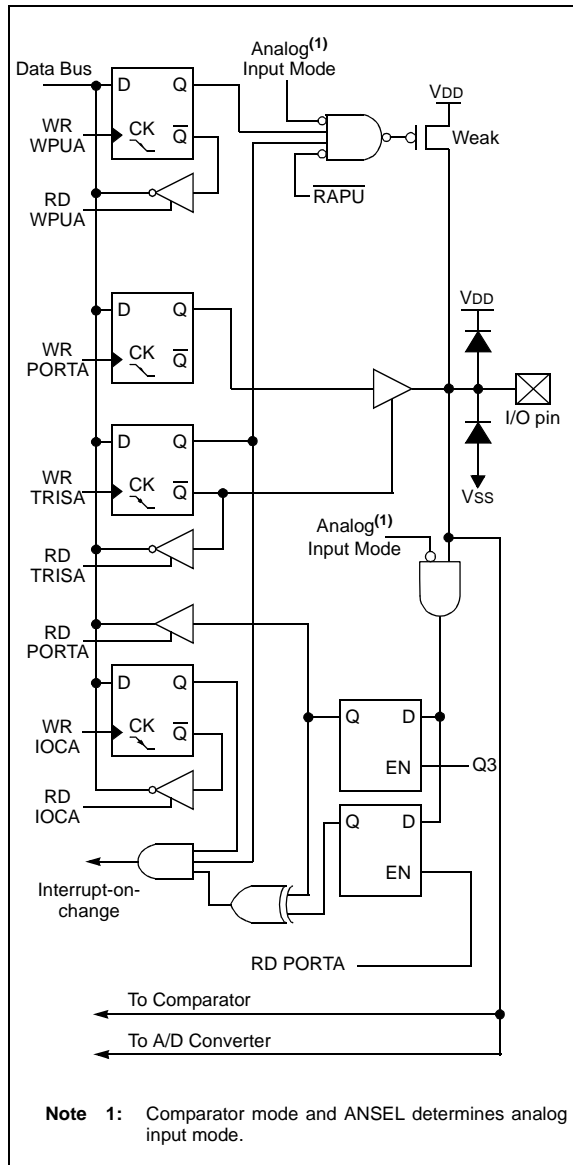 Analog(1)
Input Mode
Data Bus
VDD
D Q
WR
WPUA
CK Q
Weak
RD
WPUA
RAPU
VDD
D Q
WR
PORTA
CK Q
I/O pin
D Q
WR
TRISA
CK Q
VSS
Analog(1)
Input Mode
RD
TRISA
RD
PORTA
D Q
Q D
WR
IOCA
CK Q
EN
Q3
RD
IOCA
Q D
EN
Interrupt-on-
change
RD PORTA
To Comparator
To A/D Converter
Note 1: Comparator mode and ANSEL determines analog
input mode.